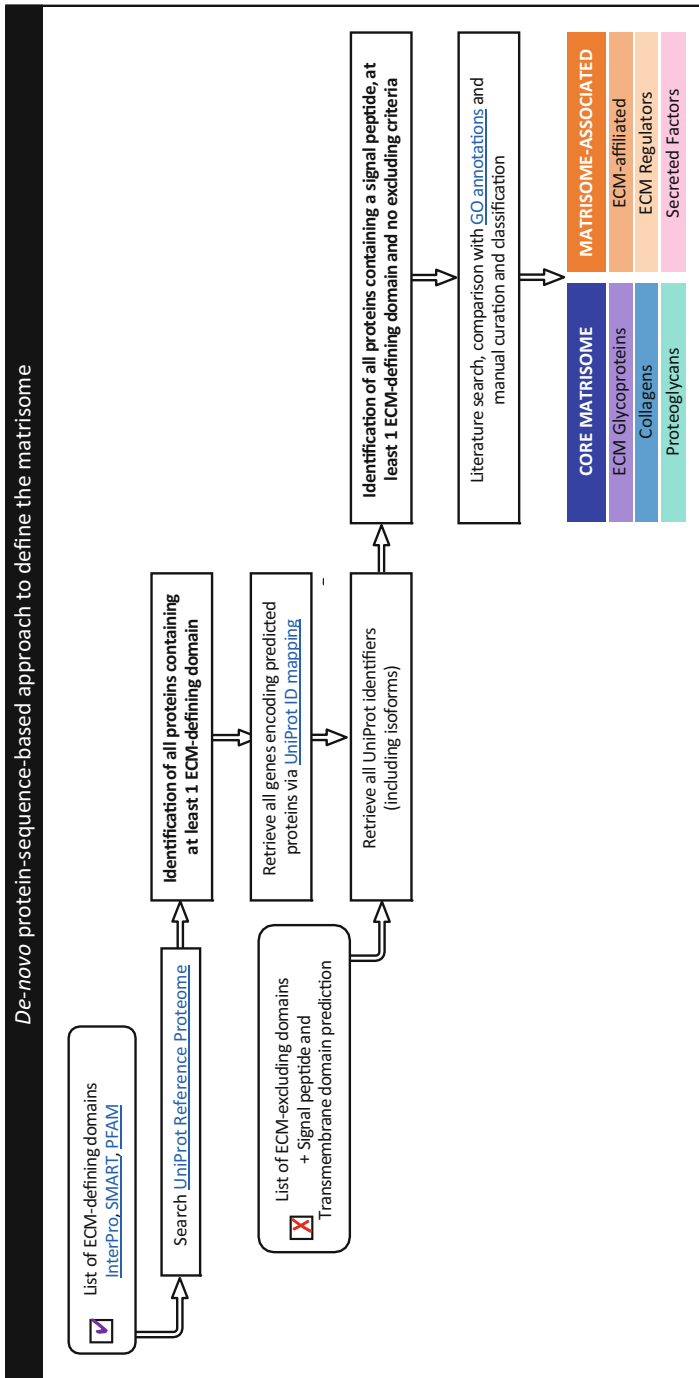 De-novo protein-sequence-based approach to define the matrisome
List of ECM-defining domains
InterPro, SMART, PFAM
Search UniProt Reference Proteome
Identification of all proteins containing
at least 1 ECM-defining domain
Retrieve all genes encoding predicted
proteins via UniProt ID mapping
List of ECM-excluding domains
+ Signal peptide and
Transmembrane domain prediction
X
Retrieve all UniProt identifiers
(including isoforms)
Identification of all proteins containing a signal peptide, at
least 1 ECM-defining domain and no excluding criteria
Literature search, comparison with GO annotations and
manual curation and classification
CORE MATRISOME
ECM Glycoproteins
Collagens
Proteoglycans
MATRISOME-ASSOCIATED
ECM-affiliated
ECM Regulators
Secreted Factors